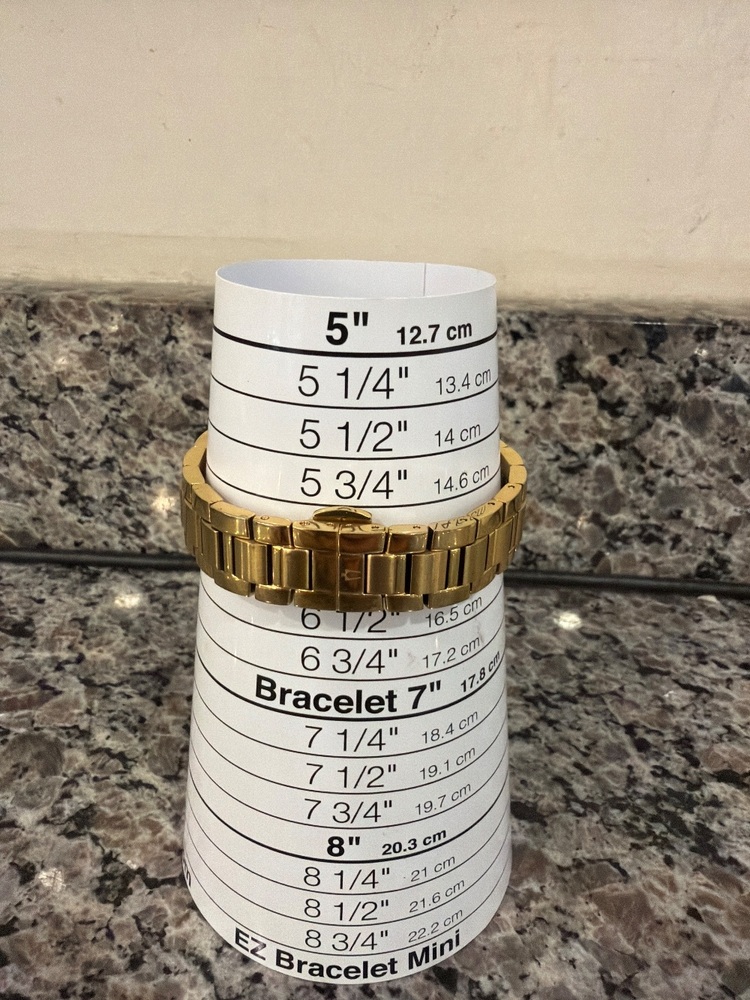 5" 12.7 cm
5 1/4" 13.4 cm
5 1/2" 14 cm
5 3/4" 14.6 cm
6 1/2" 16.5 cm
6 3/4" 17.2 cm
Bracelet 7" 17.8 cm
7 1/4" 18.4 cm
7 1/2" 19.1 cm
7 3/4" 19.7 cm
8" 20.3 cm
8 1/4" 21 cm
8 1/2" 21.6 cm
8 3/4" 22.2 cm
EZ Bracelet Mini